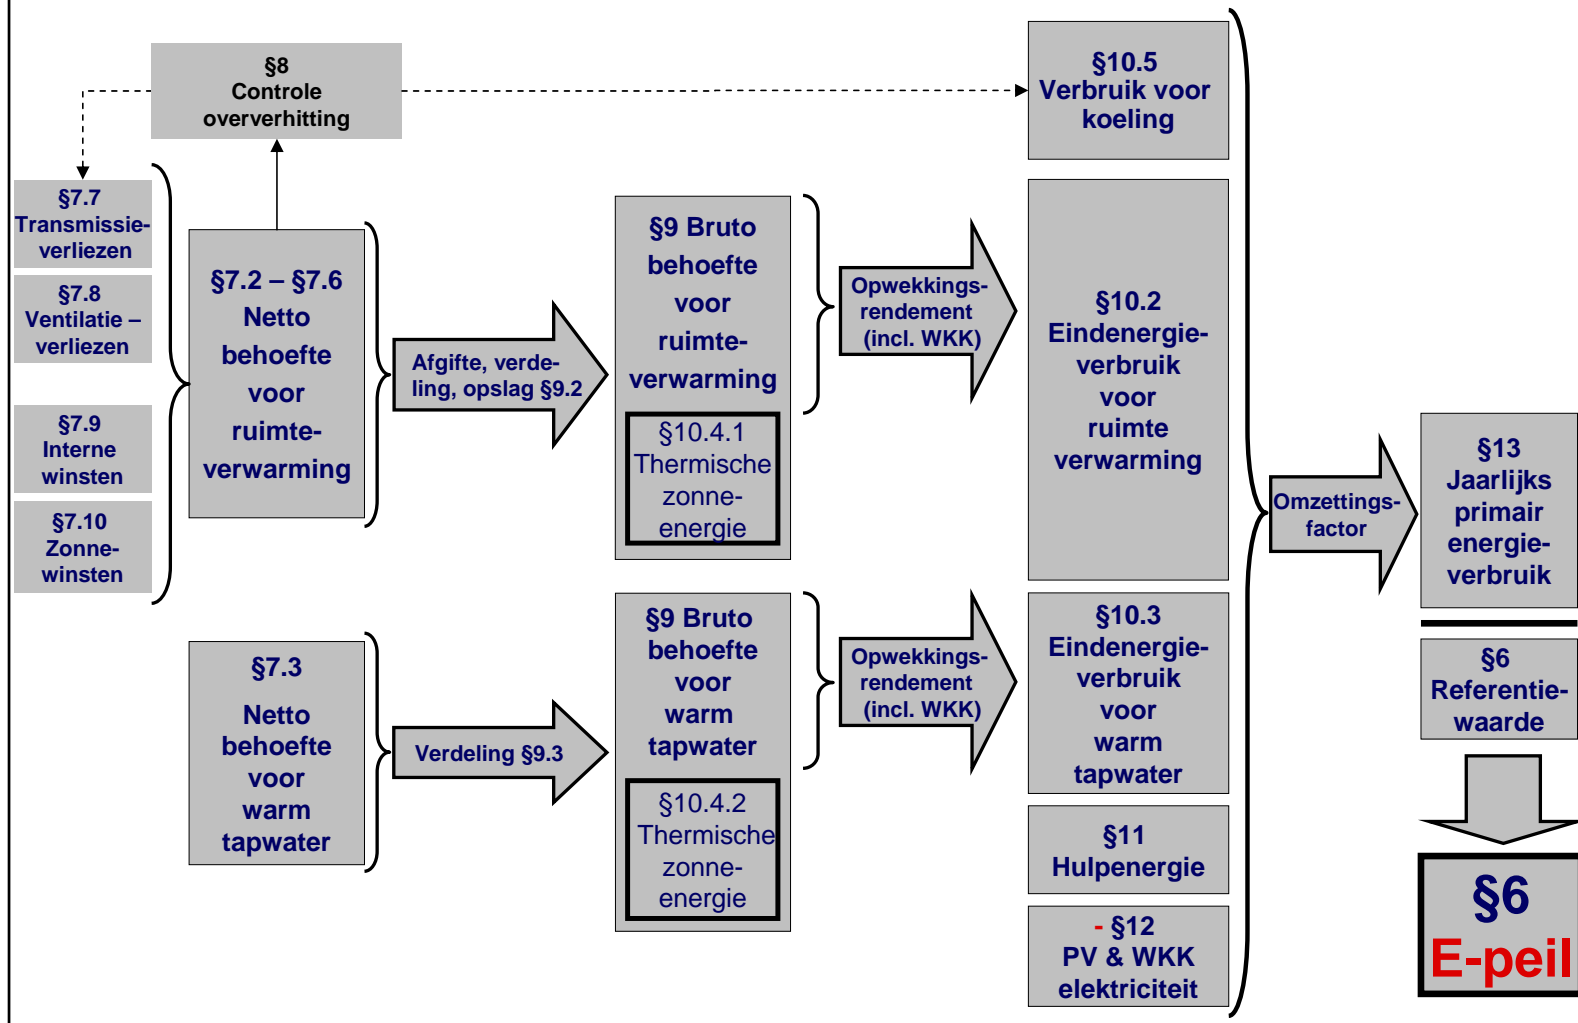 §8
Controle
oververhitting
§7.7
Transmissie-
verliezen
§7.8
Ventilatie –
verliezen
§7.9
Interne
winsten
§7.10
Zonne-
winsten
§7.2 – §7.6
Netto
behoefte
voor
ruimte-
verwarming
Afgifte, verde-
ling, opslag §9.2
§9 Bruto
behoefte
voor
ruimte-
verwarming
§10.4.1
Thermische
zonne-
energie
Opwekkings-
rendement
(incl. WKK)
§10.5
Verbruik voor
koeling
§10.2
Eindenergie-
verbruik
voor
ruimte
verwarming
§7.3
Netto
behoefte
voor
warm
tapwater
Verdeling §9.3
§9 Bruto
behoefte
voor
warm
tapwater
§10.4.2
Thermische
zonne-
energie
Opwekkings-
rendement
(incl. WKK)
§10.3
Eindenergie-
verbruik
voor
warm
tapwater
§11
Hulpenergie
- §12
PV & WKK
elektriciteit
Omzettings-
factor
§13
Jaarlijks
primair
energie-
verbruik
§6
Referentie-
waarde
§6
E-peil